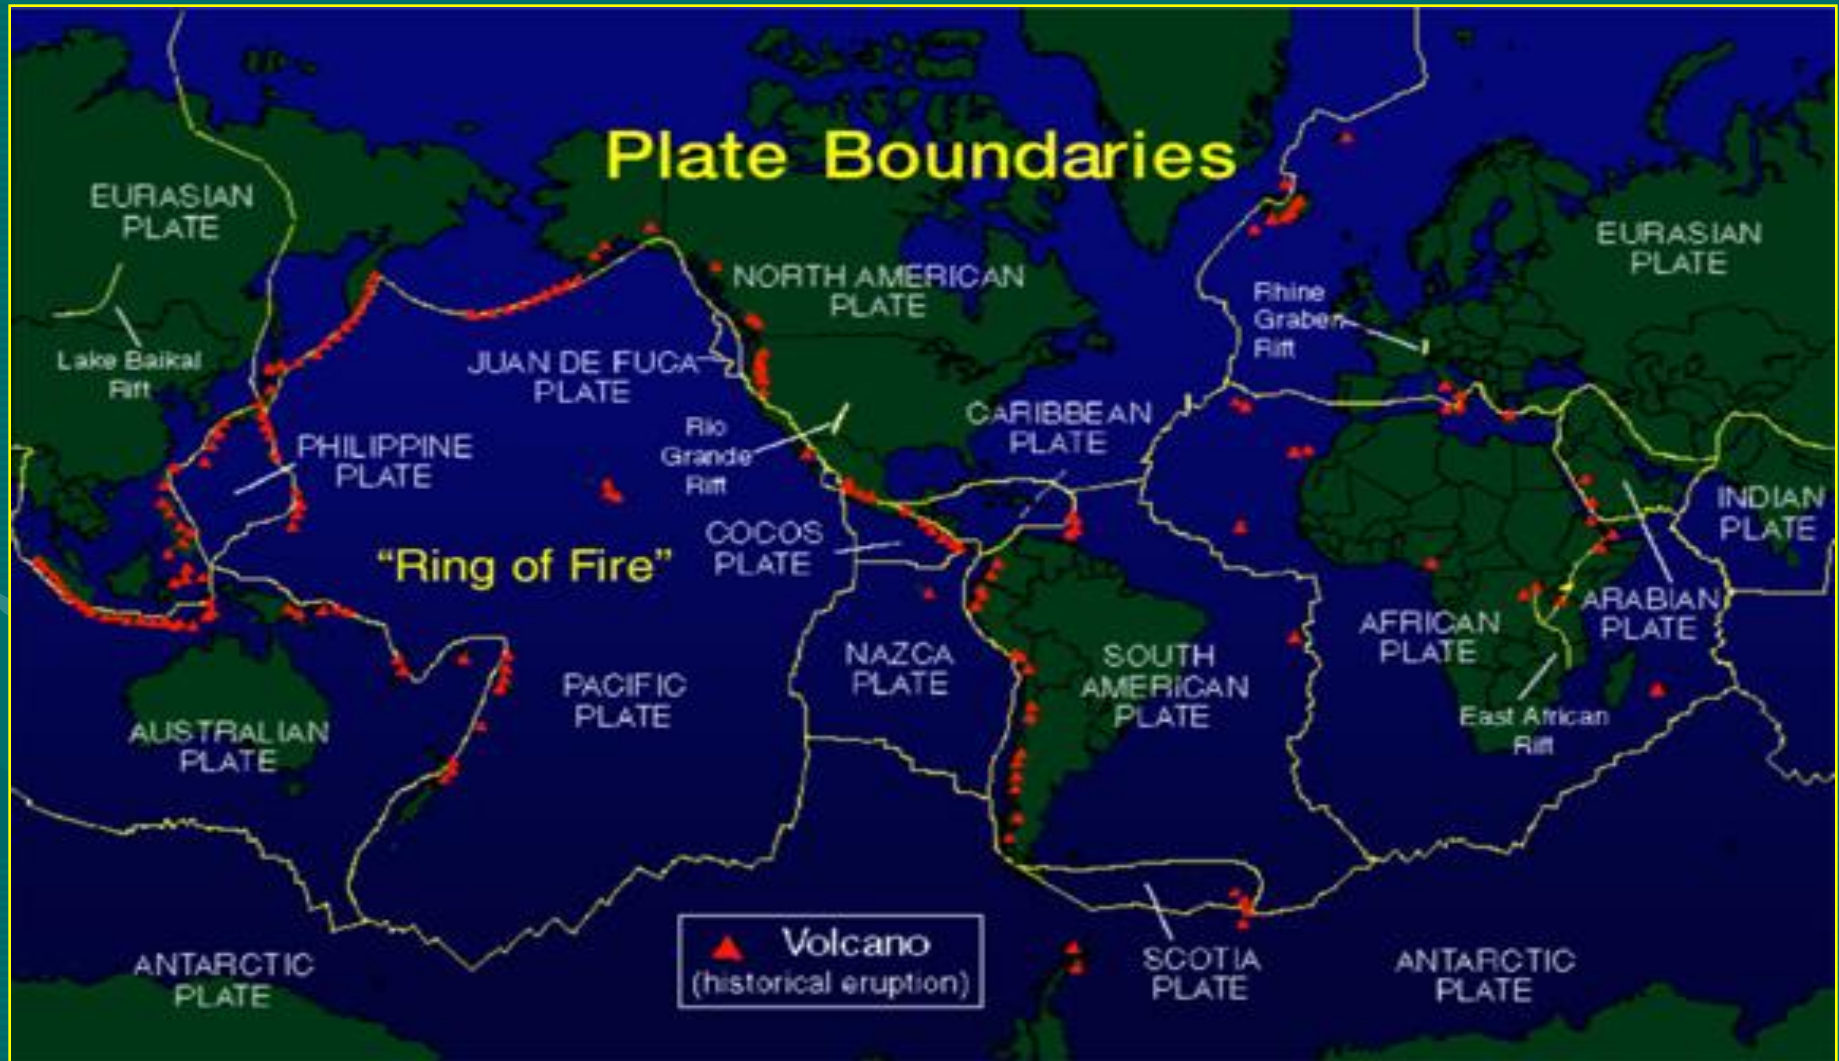 Plate Boundaries
EURASIAN
PLATE
EURASIAN
PLATE
NORTH AMERICAN
PLATE
Rhine
Graben
Rift
Lake Baikal
Rift
JUAN DE FUCA
PLATE
CARIBBEAN
PLATE
Rio
Grande
Rift
PHILIPPINE
PLATE
INDIAN
PLATE
COCOS
PLATE
“Ring of Fire”
ARABIAN
PLATE
AFRICAN
PLATE
NAZCA
PLATE
SOUTH
AMERICAN
PLATE
PACIFIC
PLATE
AUSTRALIAN
PLATE
East African
Rift
Volcano
(historical eruption)
ANTARCTIC
PLATE
SCOTIA
PLATE
ANTARCTIC
PLATE